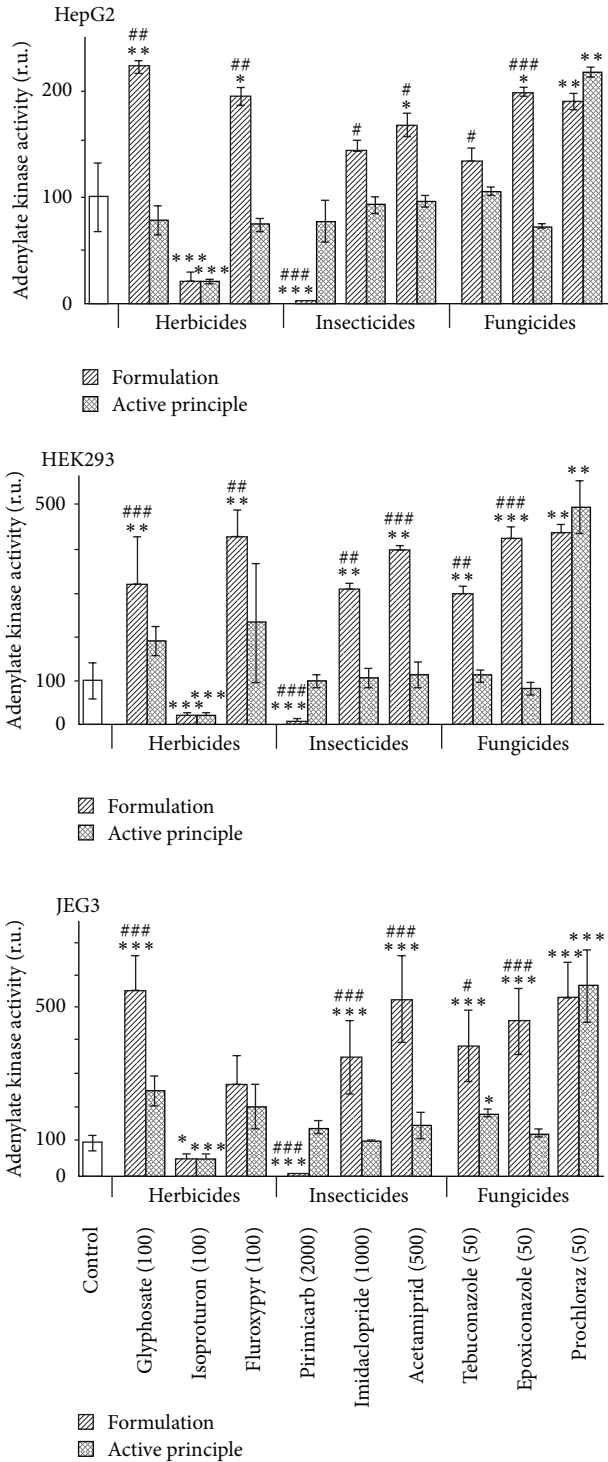 HepG2
Adenylate kinase activity (r.u.)
200
100
0
##
* *
* * *
* * *
##
*
###
* * *
#
#
*
#
###
*
* *
* *
Herbicides Insecticides Fungicides
Formulation
Active principle
HEK293
Adenylate kinase activity (r.u.)
500
100
0
###
* *
* * *
* * *
##
* *
###
* * *
##
* *
###
* *
##
* *
###
* * *
* *
* *
Herbicides Insecticides Fungicides
Formulation
Active principle
JEG3
Adenylate kinase activity (r.u.)
500
100
0
###
* * *
*
* * *
###
* * *
###
* * *
###
* * *
#
* * *
*
###
* * *
* * *
* * *
Herbicides Insecticides Fungicides
Control
Glyphosate (100)
Isoproturon (100)
Fluroxypyr (100)
Pirimicarb (2000)
Imidaclopride (1000)
Acetamiprid (500)
Tebuconazole (50)
Epoxiconazole (50)
Prochloraz (50)
Formulation
Active principle